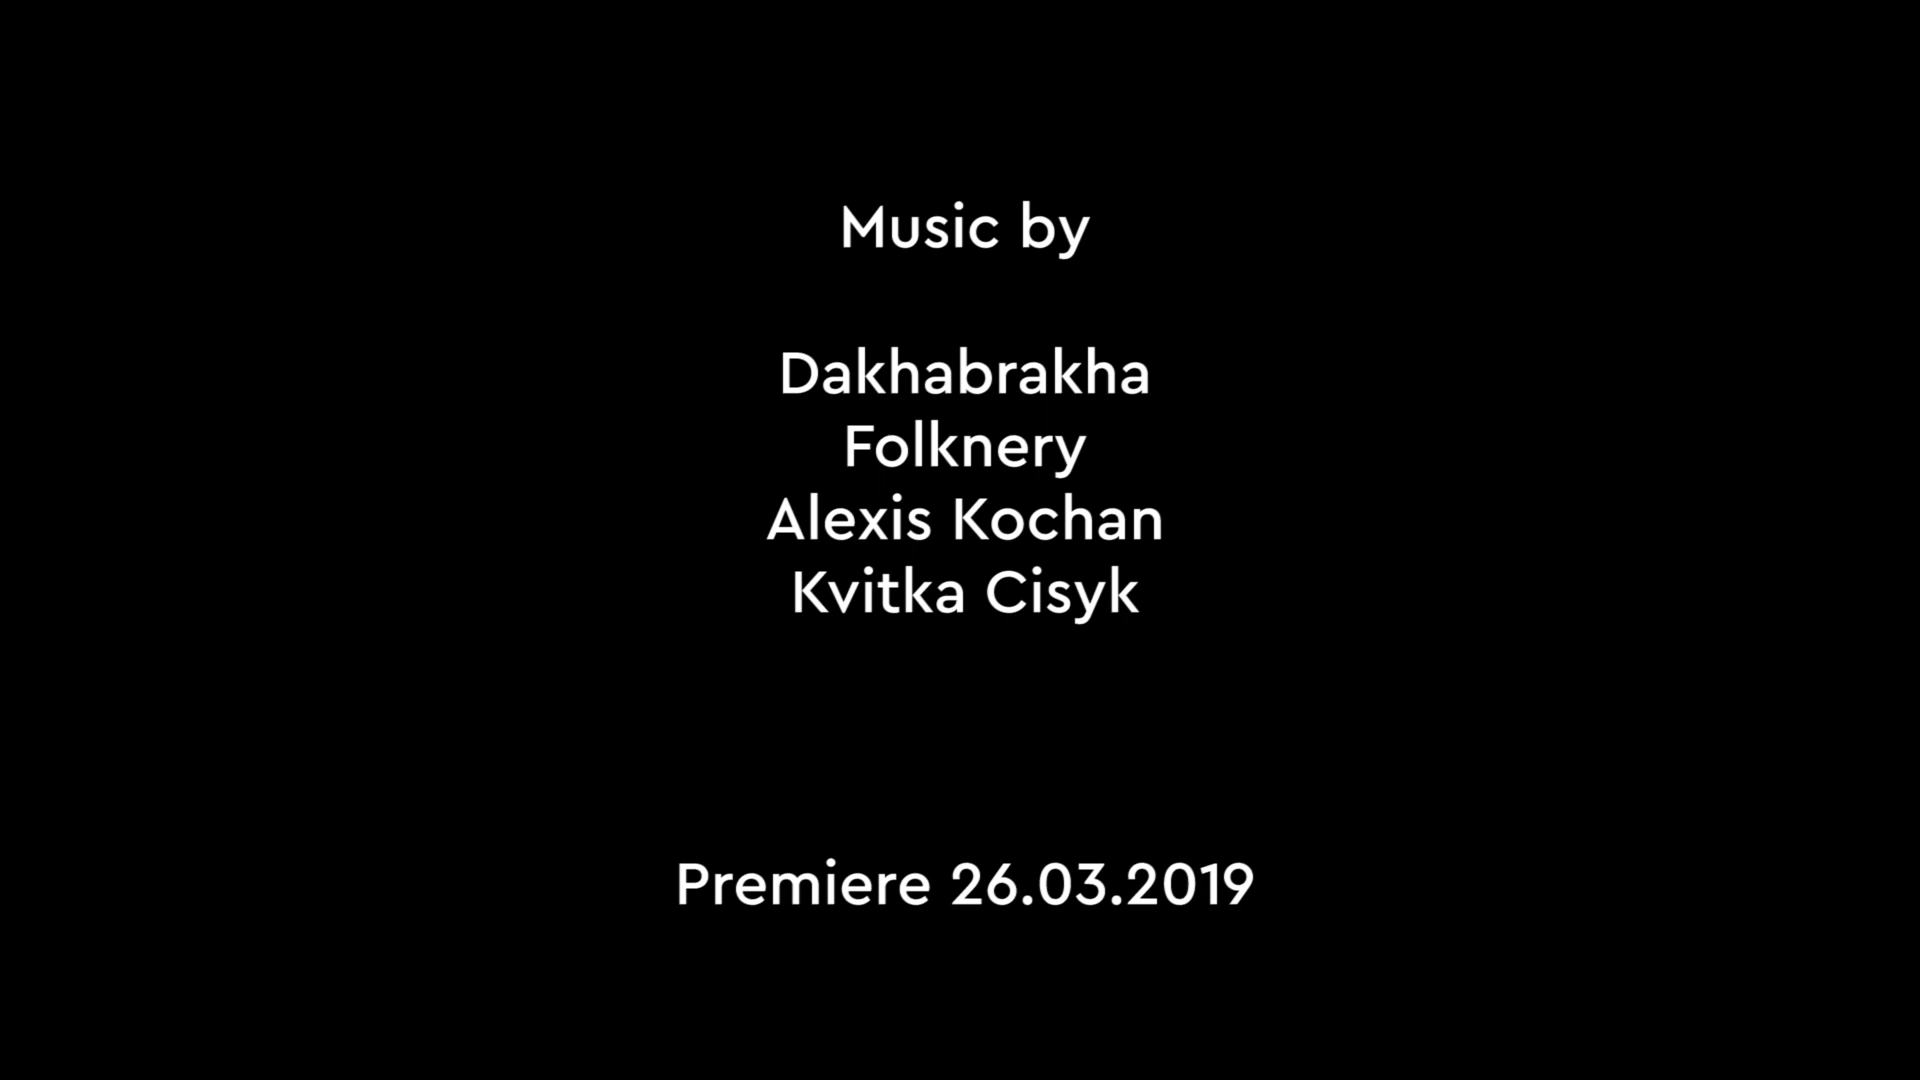 Music by
Dakhabrakha
Folknery
Alexis Kochan
Kvitka Cisyk
Premiere 26.03.2019